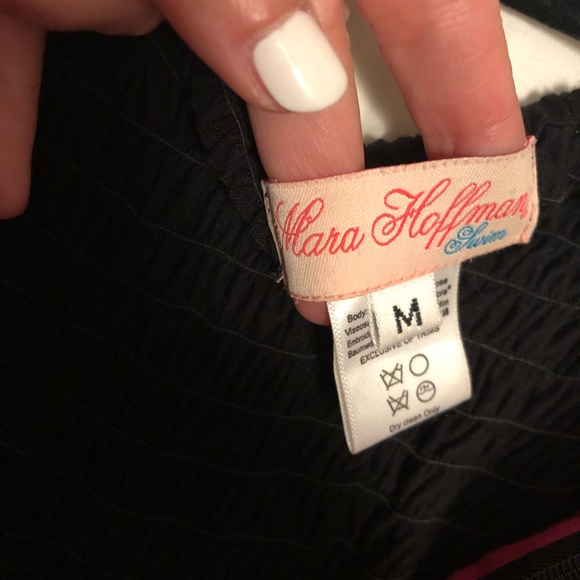 Mara Hoffman
Swim
M
Body:
EXCLUSIVE OF TRIMS
Dry clean Only